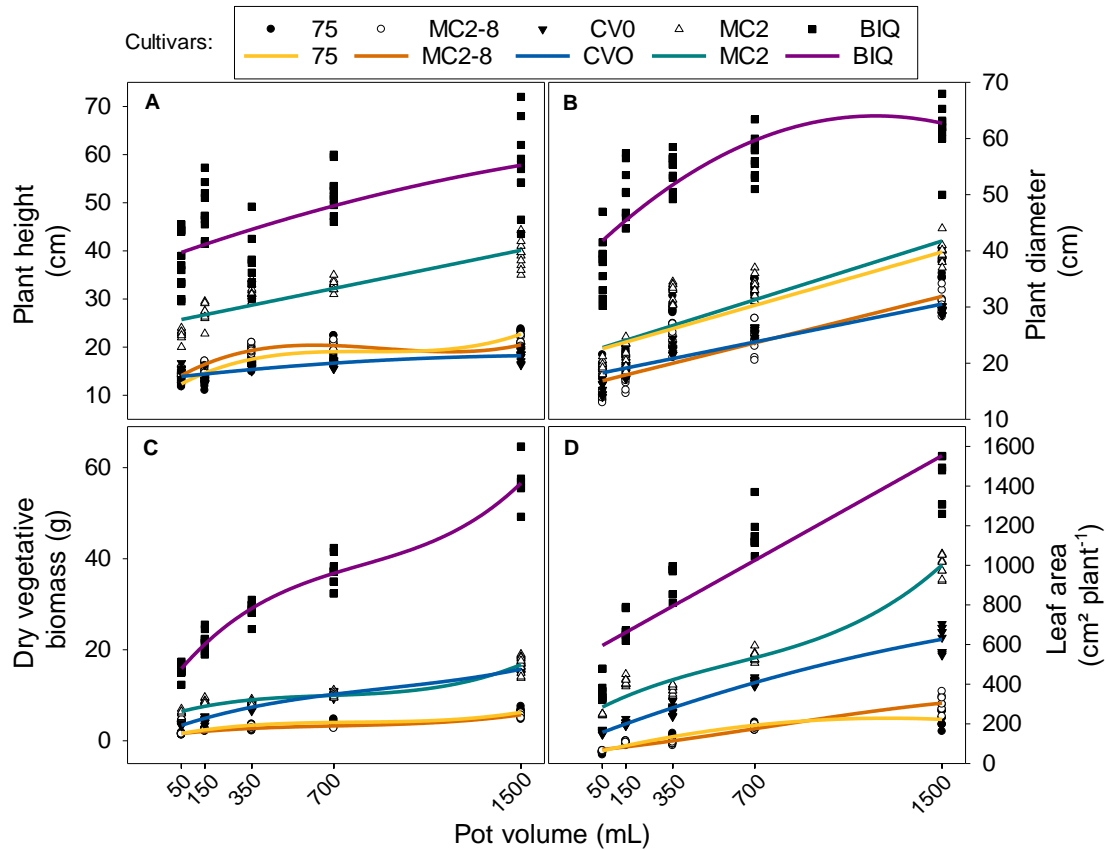 75 MC2-8 CV0 MC2 BIQ
Cultivars:
75 MC2-8 CVO MC2 BIQ
A
B
70
60
50
40
30
20
10
Plant height
(cm)
70
60
50
40
30
20
10
Plant diameter
(cm)
C
D
60
40
20
0
Dry vegetative
biomass (g)
1600
1400
1200
1000
800
600
400
200
0
Leaf area
(cm² plant⁻¹)
50 150 350 700 1500
50 150 350 700 1500
Pot volume (mL)